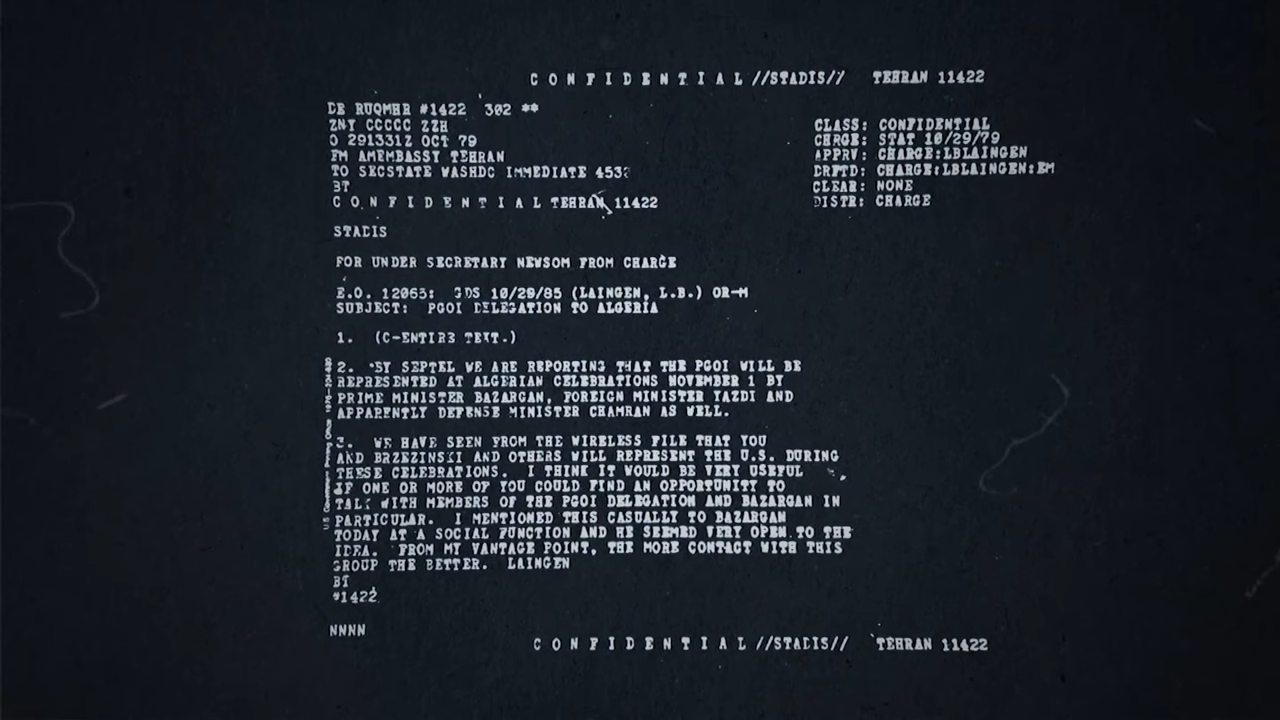 C O N F I D E N T I A L //STADIS// TEHRAN 11422
DE RUQMHR #1422 302 **
ZNY CCCCC ZZH
O 291331Z OCT 79
FM AMEMBASSY TEHRAN
TO SECSTATE WASHDC IMMEDIATE
BT
C O N F I D E N T I A L TEHRAN 11422
CLASS: CONFIDENTIAL
CHRGE: STAT 10/29/79
APPRV: CHARGE:LBLAINGEN
DRFTD: CHARGE:LBLAINGEN:EM
CLEAR: NONE
DISTR: CHARGE
STADIS
FOR UNDER SECRETARY NEWSOM FROM CHARGE
E.O. 12065: GDS 10/29/85 (LAINGEN, L.B.) OR-M
SUBJECT: PGOI DELEGATION TO ALGERIA
1. (C-ENTIRE TEXT.)
2. BY SEPTEL WE ARE REPORTING THAT THE PGOI WILL BE
REPRESENTED AT ALGERIAN CELEBRATIONS NOVEMBER 1 BY
PRIME MINISTER BAZARGAN, FOREIGN MINISTER YAZDI AND
APPARENTLY DEFENSE MINISTER CHAMRAN AS WELL.
3. WE HAVE SEEN FROM THE WIRELESS FILE THAT YOU
AND BRZEZINSKI AND OTHERS WILL REPRESENT THE U.S. DURING
THESE CELEBRATIONS. I THINK IT WOULD BE VERY USEFUL
IF ONE OR MORE OF YOU COULD FIND AN OPPORTUNITY TO
TALK WITH MEMBERS OF THE PGOI DELEGATION AND BAZARGAN IN
PARTICULAR. I MENTIONED THIS CASUALLY TO BAZARGAN
TODAY AT A SOCIAL FUNCTION AND HE SEEMED VERY OPEN TO THE
IDEA. FROM MY VANTAGE POINT, THE MORE CONTACT WITH THIS
GROUP THE BETTER. LAINGEN
BT
#1422
NNNN
C O N F I D E N T I A L //STADIS// TEHRAN 11422
U.S. Government Printing Office